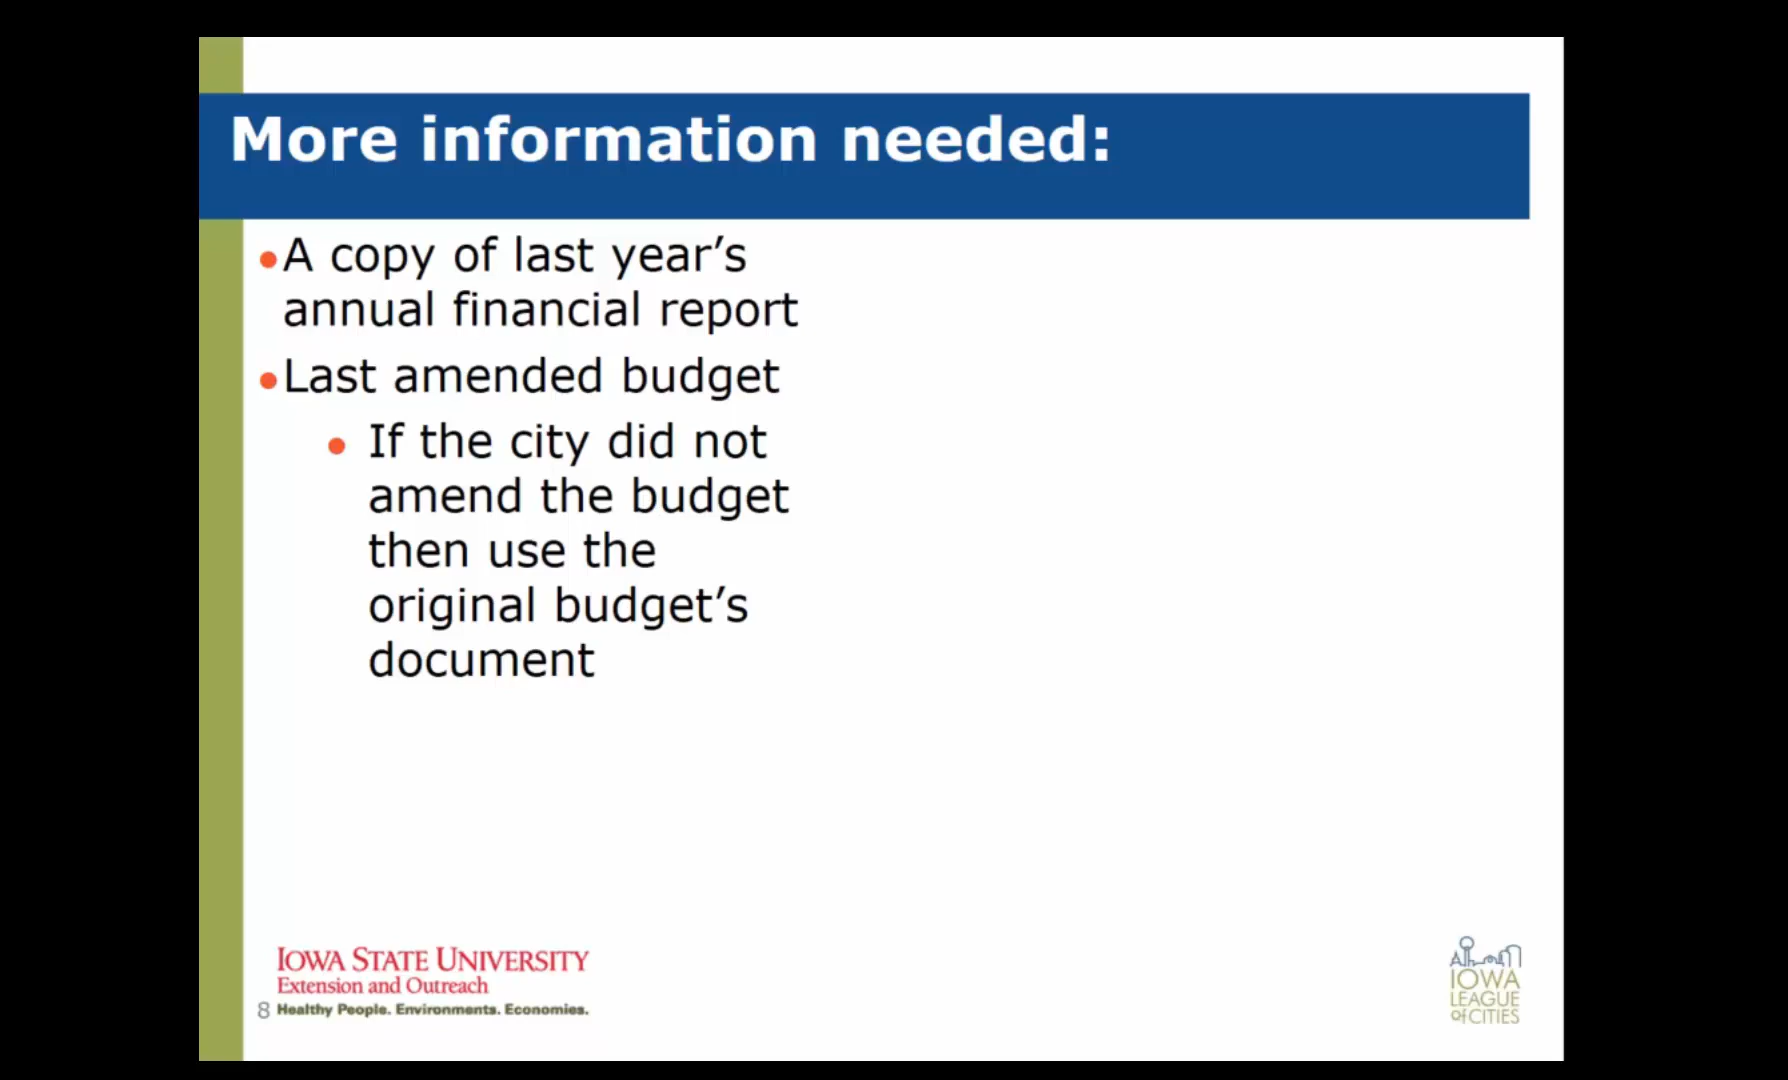 More information needed:
•A copy of last year’s
annual financial report
•Last amended budget
• If the city did not
amend the budget
then use the
original budget’s
document
IOWA STATE UNIVERSITY
Extension and Outreach
8 Healthy People. Environments. Economies.
IOWA
LEAGUE
of CITIES